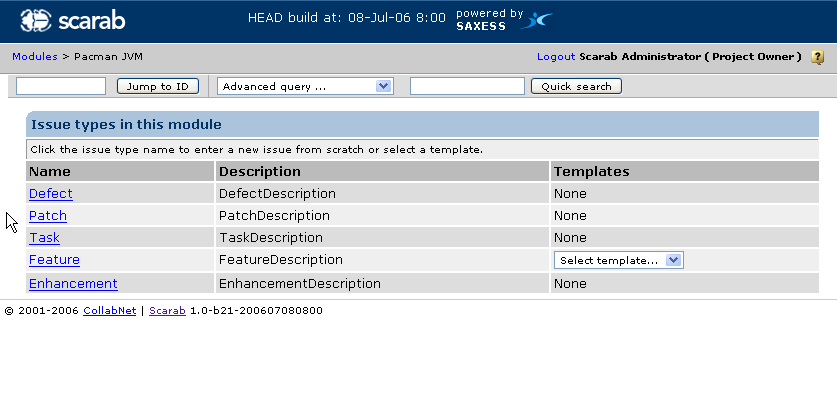 scarab
HEAD build at: 08-Jul-06 8:00
powered by
SAXESS
Modules > Pacman JVM
Logout Scarab Administrator ( Project Owner ) ?
Jump to ID
Advanced query ...
Quick search
Issue types in this module
Click the issue type name to enter a new issue from scratch or select a template.
Name Description Templates
Defect DefectDescription None
Patch PatchDescription None
Task TaskDescription None
Feature FeatureDescription Select template...
Enhancement EnhancementDescription None
© 2001-2006 CollabNet | Scarab 1.0-b21-200607080800